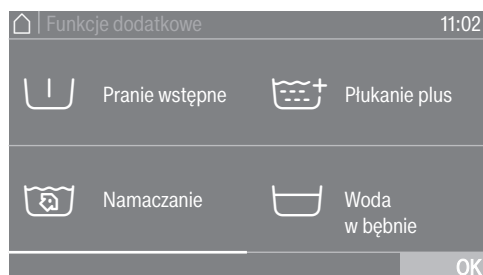 Funkcje dodatkowe 11:02
Pranie wstępne
Płukanie plus
Namaczanie
Woda
w bębnie
OK